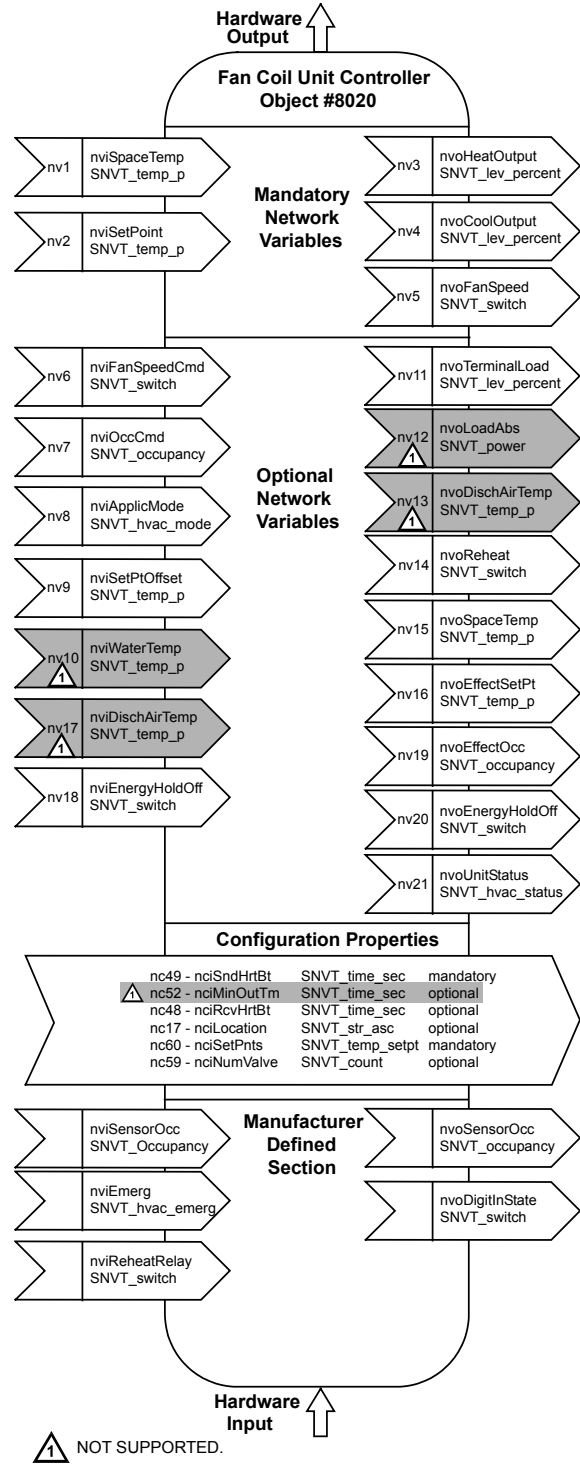 Hardware
Output
Fan Coil Unit Controller
Object #8020
Mandatory
Network
Variables
nv1
nviSpaceTemp
SNVT_temp_p
nv2
nviSetPoint
SNVT_temp_p
nv3
nvoHeatOutput
SNVT_lev_percent
nv4
nvoCoolOutput
SNVT_lev_percent
nv5
nvoFanSpeed
SNVT_switch
Optional
Network
Variables
nv6
nviFanSpeedCmd
SNVT_switch
nv7
nviOccCmd
SNVT_occupancy
nv8
nviApplicMode
SNVT_hvac_mode
nv9
nviSetPtOffset
SNVT_temp_p
nv10
1
nviWaterTemp
SNVT_temp_p
nv17
1
nviDischAirTemp
SNVT_temp_p
nv18
nviEnergyHoldOff
SNVT_switch
nv11
nvoTerminalLoad
SNVT_lev_percent
nv12
1
nvoLoadAbs
SNVT_power
nv13
1
nvoDischAirTemp
SNVT_temp_p
nv14
nvoReheat
SNVT_switch
nv15
nvoSpaceTemp
SNVT_temp_p
nv16
nvoEffectSetPt
SNVT_temp_p
nv19
nvoEffectOcc
SNVT_occupancy
nv20
nvoEnergyHoldOff
SNVT_switch
nv21
nvoUnitStatus
SNVT_hvac_status
Configuration Properties
nc49 - nciSndHrtBt SNVT_time_sec mandatory
1 nc52 - nciMinOutTm SNVT_time_sec optional
nc48 - nciRcvHrtBt SNVT_time_sec optional
nc17 - nciLocation SNVT_str_asc optional
nc60 - nciSetPnts SNVT_temp_setpt mandatory
nc59 - nciNumValve SNVT_count optional
Manufacturer
Defined
Section
nviSensorOcc
SNVT_Occupancy
nviEmerg
SNVT_hvac_emerg
nviReheatRelay
SNVT_switch
nvoSensorOcc
SNVT_occupancy
nvoDigitInState
SNVT_switch
Hardware
Input
1 NOT SUPPORTED.